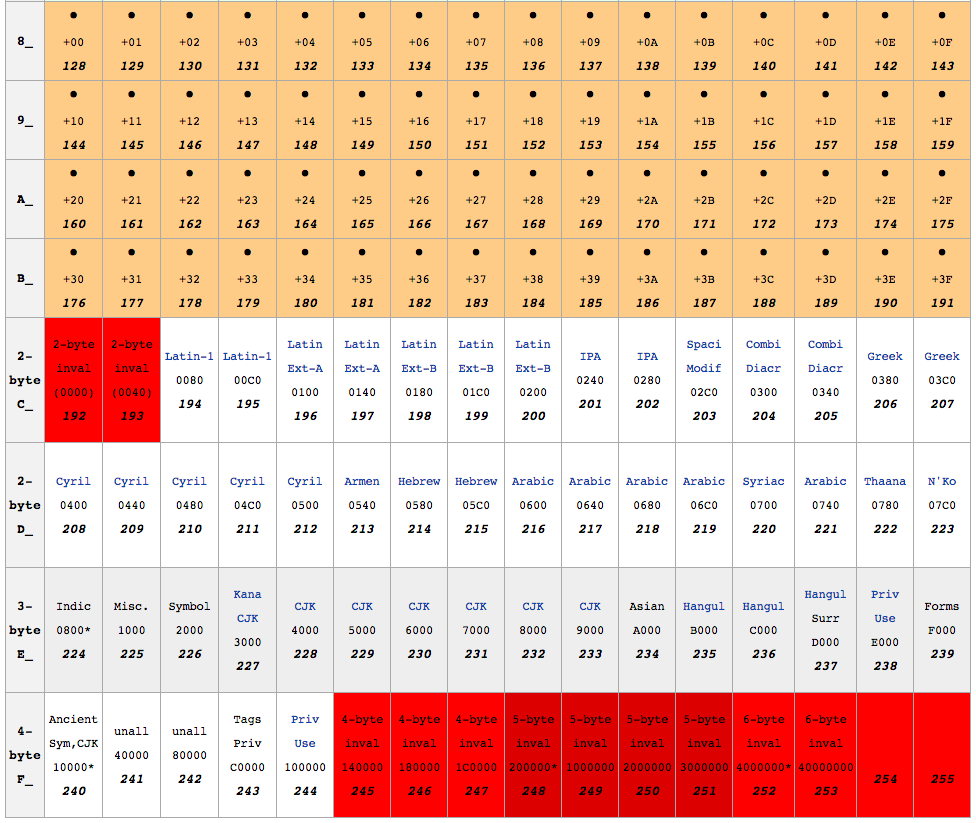 8_ • • • • • • • • • • • • • • • •
+00 +01 +02 +03 +04 +05 +06 +07 +08 +09 +0A +0B +0C +0D +0E +0F
128 129 130 131 132 133 134 135 136 137 138 139 140 141 142 143
9_ • • • • • • • • • • • • • • • •
+10 +11 +12 +13 +14 +15 +16 +17 +18 +19 +1A +1B +1C +1D +1E +1F
144 145 146 147 148 149 150 151 152 153 154 155 156 157 158 159
A_ • • • • • • • • • • • • • • • •
+20 +21 +22 +23 +24 +25 +26 +27 +28 +29 +2A +2B +2C +2D +2E +2F
160 161 162 163 164 165 166 167 168 169 170 171 172 173 174 175
B_ • • • • • • • • • • • • • • • •
+30 +31 +32 +33 +34 +35 +36 +37 +38 +39 +3A +3B +3C +3D +3E +3F
176 177 178 179 180 181 182 183 184 185 186 187 188 189 190 191
2-
byte
C_
2-byte
inval
(0000)
192
2-byte
inval
(0040)
193
Latin-1
0080
194
Latin-1
00C0
195
Latin
Ext-A
0100
196
Latin
Ext-A
0140
197
Latin
Ext-B
0180
198
Latin
Ext-B
01C0
199
Latin
Ext-B
0200
200
IPA
0240
201
IPA
0280
202
Spaci
Modif
02C0
203
Combi
Diacr
0300
204
Combi
Diacr
0340
205
Greek
0380
206
Greek
03C0
207
2-
byte
D_
Cyril
0400
208
Cyril
0440
209
Cyril
0480
210
Cyril
04C0
211
Cyril
0500
212
Armen
0540
213
Hebrew
0580
214
Hebrew
05C0
215
Arabic
0600
216
Arabic
0640
217
Arabic
0680
218
Arabic
06C0
219
Syriac
0700
220
Arabic
0740
221
Thaana
0780
222
N'Ko
07C0
223
3-
byte
E_
Indic
0800*
224
Misc.
1000
225
Symbol
2000
226
Kana
CJK
3000
227
CJK
4000
228
CJK
5000
229
CJK
6000
230
CJK
7000
231
CJK
8000
232
CJK
9000
233
Asian
A000
234
Hangul
B000
235
Hangul
C000
236
Hangul
Surr
D000
237
Priv
Use
E000
238
Forms
F000
239
4-
byte
F_
Ancient
Sym,CJK
10000*
240
unall
40000
241
unall
80000
242
Tags
Priv
C0000
243
Priv
Use
100000
244
4-byte
inval
140000
245
4-byte
inval
180000
246
4-byte
inval
1C0000
247
5-byte
inval
200000*
248
5-byte
inval
1000000
249
5-byte
inval
2000000
250
5-byte
inval
3000000
251
6-byte
inval
4000000*
252
6-byte
inval
40000000
253
254
255